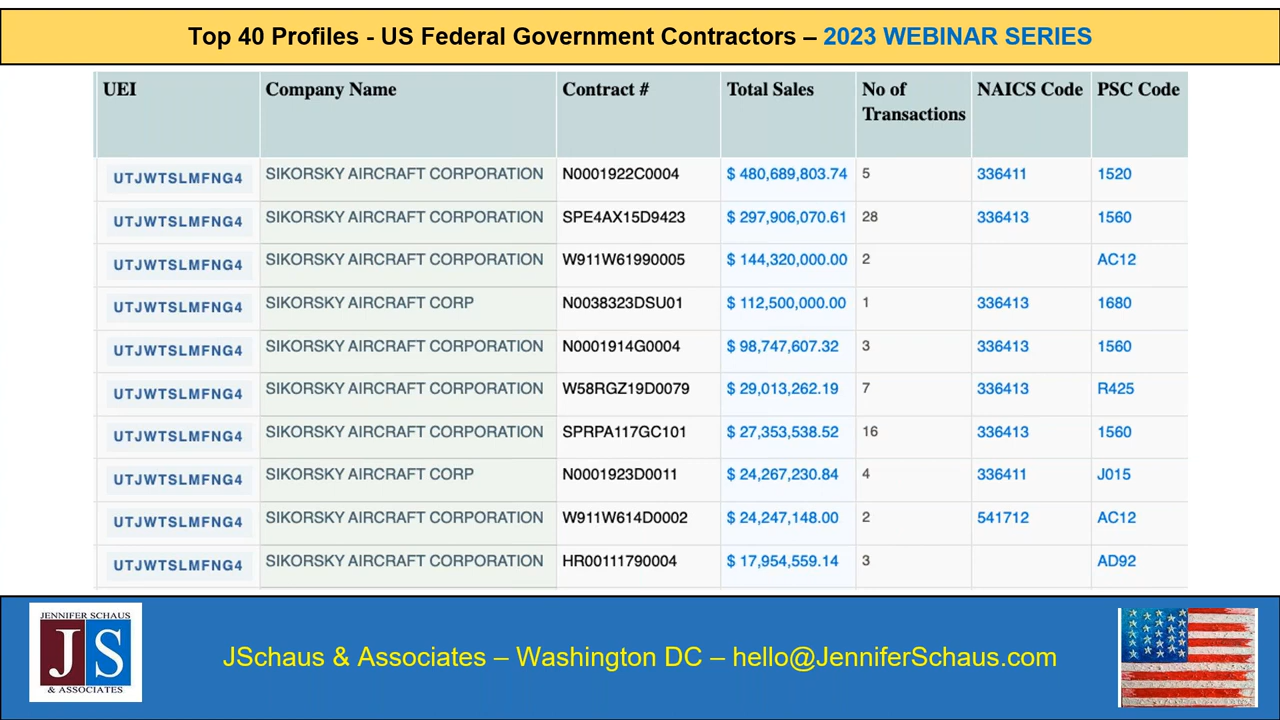 Top 40 Profiles - US Federal Government Contractors – 2023 WEBINAR SERIES
UEI Company Name Contract # Total Sales No of Transactions NAICS Code PSC Code
UTJWTSLMFNG4 SIKORSKY AIRCRAFT CORPORATION N0001922C0004 $ 480,689,803.74 5 336411 1520
UTJWTSLMFNG4 SIKORSKY AIRCRAFT CORPORATION SPE4AX15D9423 $ 297,906,070.61 28 336413 1560
UTJWTSLMFNG4 SIKORSKY AIRCRAFT CORPORATION W911W61990005 $ 144,320,000.00 2 AC12
UTJWTSLMFNG4 SIKORSKY AIRCRAFT CORP N0038323DSU01 $ 112,500,000.00 1 336413 1680
UTJWTSLMFNG4 SIKORSKY AIRCRAFT CORPORATION N0001914G0004 $ 98,747,607.32 3 336413 1560
UTJWTSLMFNG4 SIKORSKY AIRCRAFT CORPORATION W58RGZ19D0079 $ 29,013,262.19 7 336413 R425
UTJWTSLMFNG4 SIKORSKY AIRCRAFT CORPORATION SPRPA117GC101 $ 27,353,538.52 16 336413 1560
UTJWTSLMFNG4 SIKORSKY AIRCRAFT CORP N0001923D0011 $ 24,267,230.84 4 336411 J015
UTJWTSLMFNG4 SIKORSKY AIRCRAFT CORPORATION W911W614D0002 $ 24,247,148.00 2 541712 AC12
UTJWTSLMFNG4 SIKORSKY AIRCRAFT CORPORATION HR00111790004 $ 17,954,559.14 3 AD92
JENNIFER SCHAUS
JS
& ASSOCIATES
JSchaus & Associates – Washington DC – hello@JenniferSchaus.com